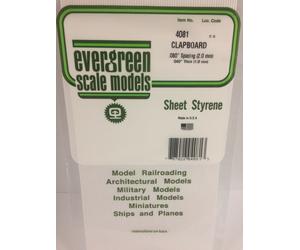 Item No. Loc. Code
4081
CLAPBOARD
.080" Spacing (2.0 mm)
.040" Thick (1.0 mm)
evergreen
scale models
Sheet Styrene
Made in U.S.A.
Model Railroading
Architectural Models
Military Models
Industrial Models
Miniatures
Ships and Planes